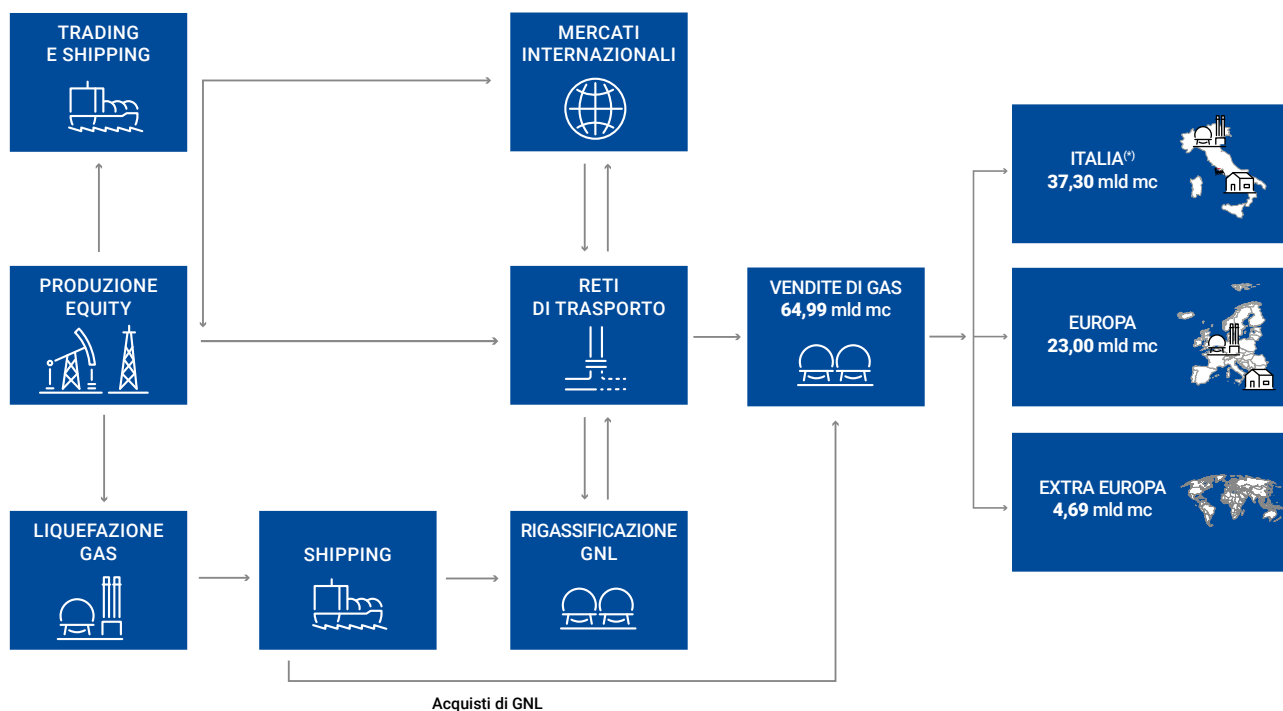 TRADING
E SHIPPING
MERCATI
INTERNAZIONALI
ITALIA(*)
37,30 mld mc
PRODUZIONE
EQUITY
RETI
DI TRASPORTO
VENDITE DI GAS
64,99 mld mc
EUROPA
23,00 mld mc
EXTRA EUROPA
4,69 mld mc
LIQUEFAZIONE
GAS
SHIPPING
RIGASSIFICAZIONE
GNL
Acquisti di GNL